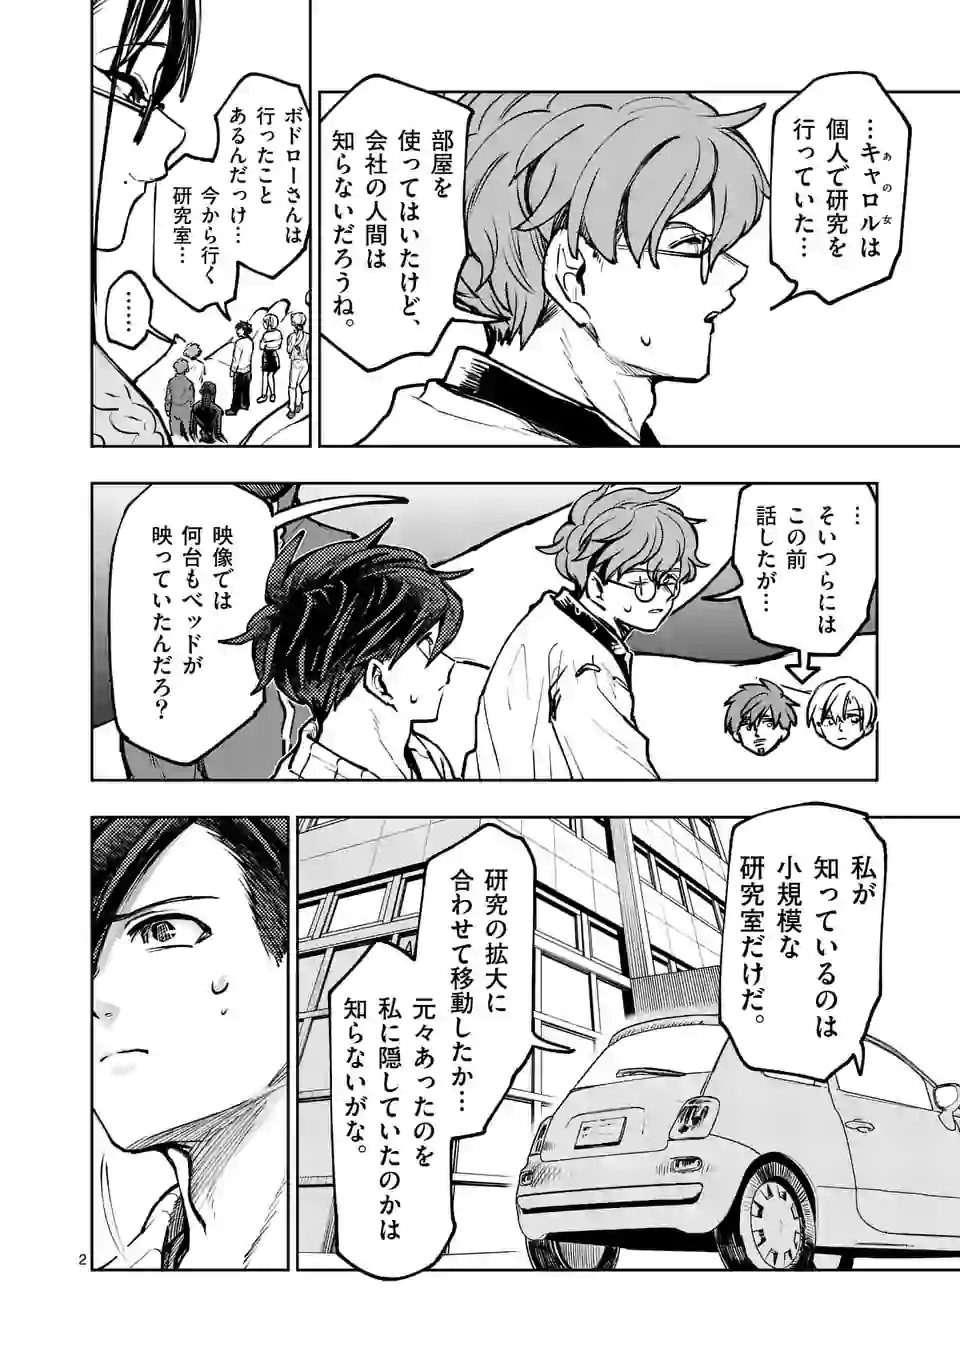 …キャロルは
あの女
個人で研究を
行っていた…
部屋を
使ってはいたけど、
会社の人間は
知らないだろうね。
ボドローさんは
行ったこと
あるんだっけ…
今から行く
研究室…
……
…
そいつらには
この前
話したが…
映像では
何台もベッドが
映っていたんだろ？
私が
知っているのは
小規模な
研究室だけだ。
研究の拡大に
合わせて移動したか…
元々あったのを
私に隠していたのかは
知らないがな。
2